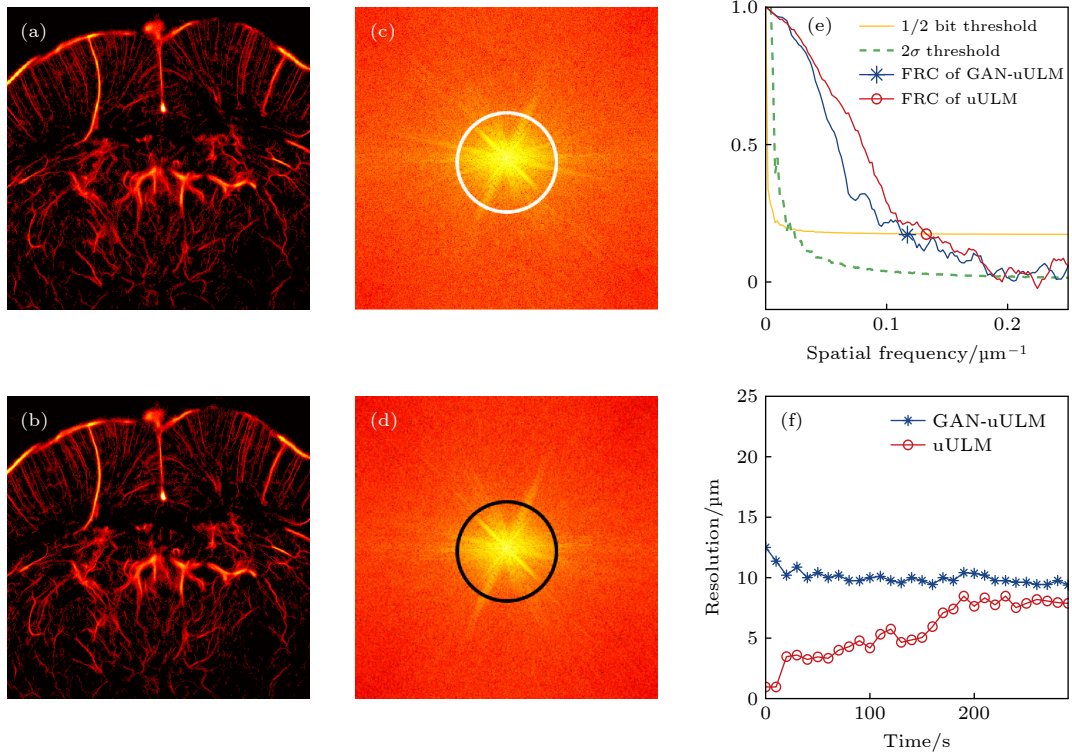 (a)
(c)
(e)
1.0
0.5
0
0
0.1
0.2
1/2 bit threshold
2σ threshold
FRC of GAN-uULM
FRC of uULM
Spatial frequency/μm⁻¹
(b)
(d)
(f)
25
20
15
10
5
0
0
100
200
GAN-uULM
uULM
Resolution/μm
Time/s